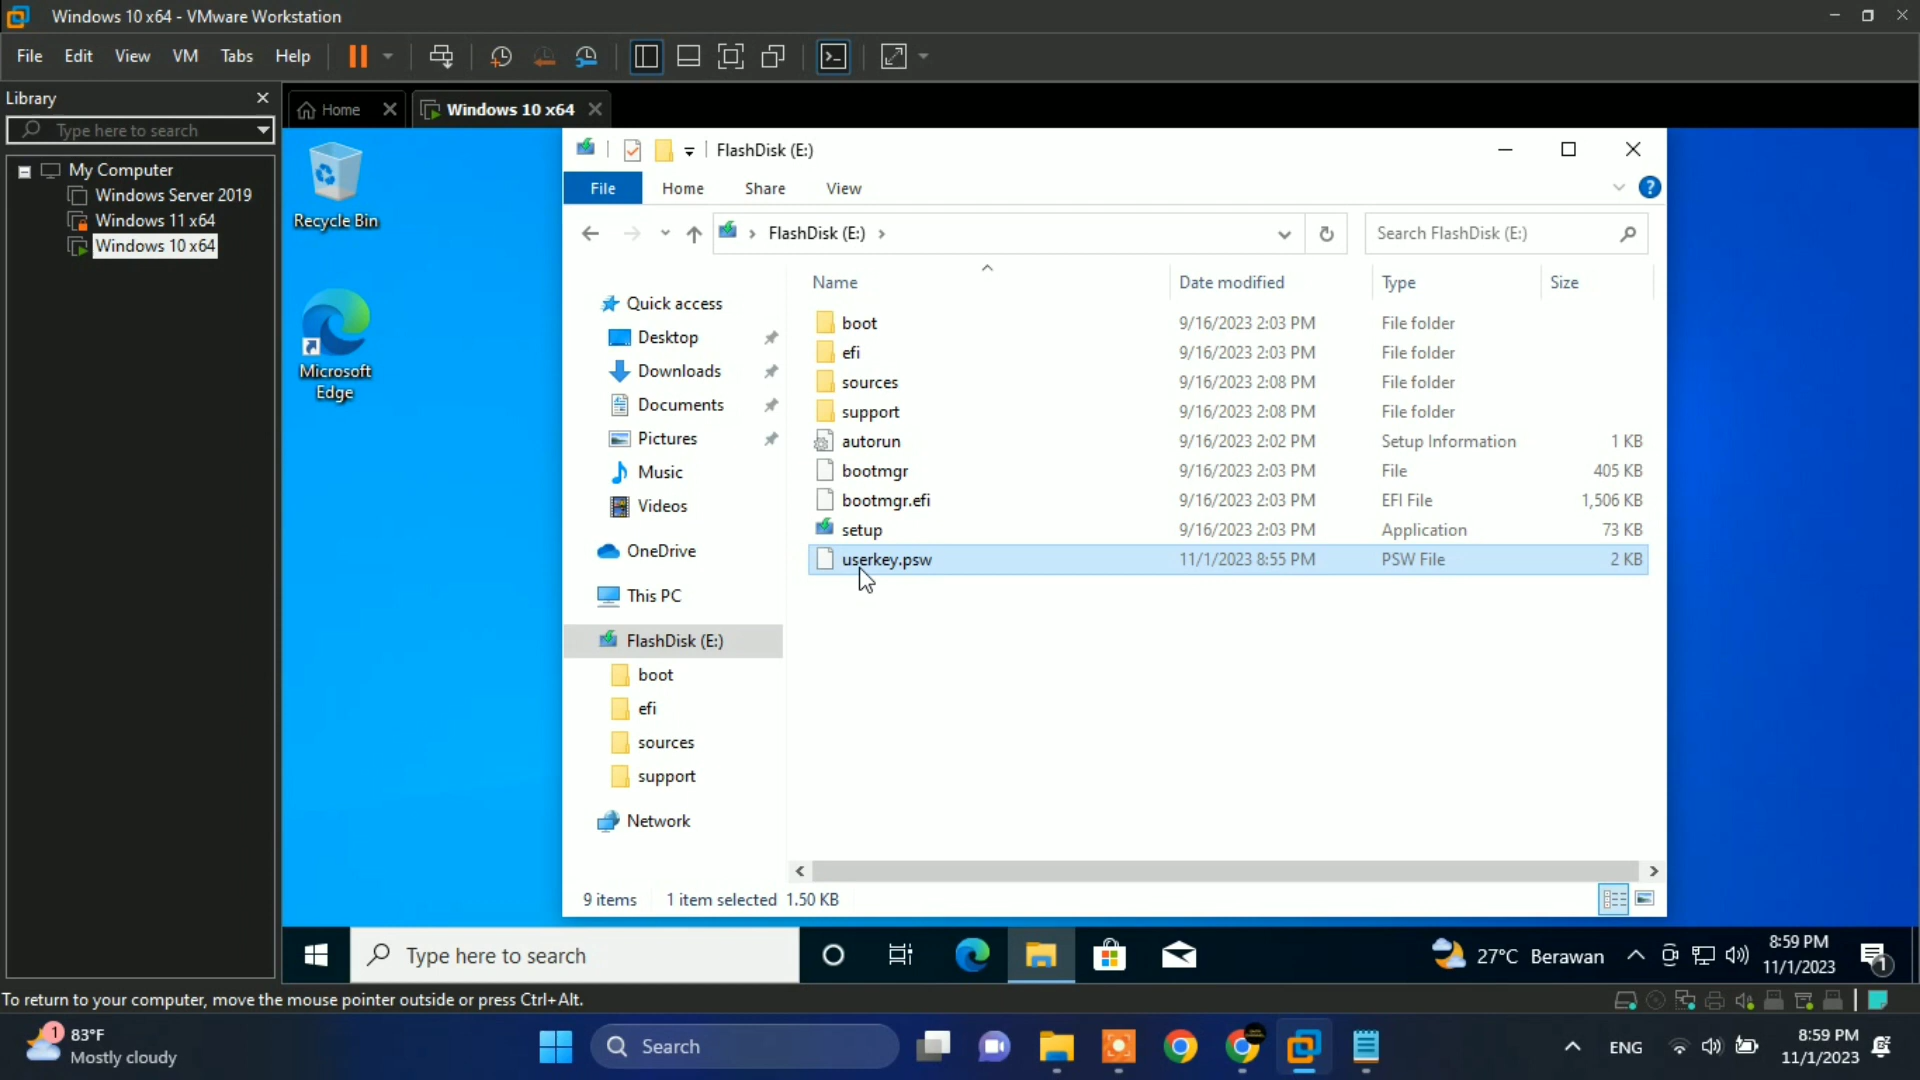 Windows 10 x64 - VMware Workstation
File Edit View VM Tabs Help
Library
Home
Windows 10 x64
Type here to search
My Computer
Windows Server 2019
Windows 11 x64
Windows 10 x64
Recycle Bin
Microsoft
Edge
FlashDisk (E:)
File Home Share View
FlashDisk (E:)
Search FlashDisk (E:)
Name Date modified Type Size
Quick access
Desktop
Downloads
Documents
Pictures
Music
Videos
OneDrive
This PC
FlashDisk (E:)
boot
efi
sources
support
Network
boot 9/16/2023 2:03 PM File folder
efi 9/16/2023 2:03 PM File folder
sources 9/16/2023 2:08 PM File folder
support 9/16/2023 2:08 PM File folder
autorun 9/16/2023 2:02 PM Setup Information 1 KB
bootmgr 9/16/2023 2:03 PM File 405 KB
bootmgr.efi 9/16/2023 2:03 PM EFI File 1,506 KB
setup 9/16/2023 2:03 PM Application 73 KB
userkey.psw 11/1/2023 8:55 PM PSW File 2 KB
9 items 1 item selected 1.50 KB
Type here to search
27°C Berawan
8:59 PM
11/1/2023
1
To return to your computer, move the mouse pointer outside or press Ctrl+Alt.
1
83°F
Mostly cloudy
Search
ENG
8:59 PM
11/1/2023